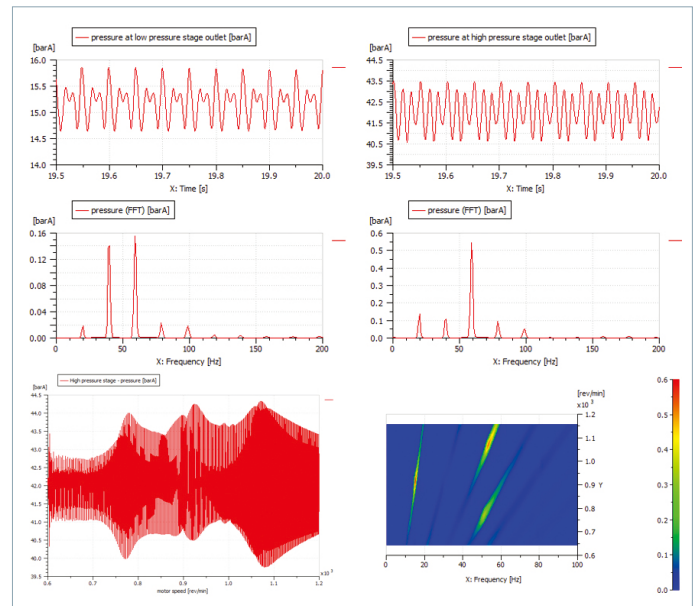 pressure at low pressure stage outlet [barA]
[barA]
16.0
15.5
15.0
14.5
14.0
19.5 19.6 19.7 19.8 19.9 20.0
X: Time [s]
pressure at high pressure stage outlet [barA]
[barA]
44.5
43.5
42.5
41.5
40.5
39.5
19.5 19.6 19.7 19.8 19.9 20.0
X: Time [s]
pressure (FFT) [barA]
[barA]
0.16
0.12
0.08
0.04
0.00
0 50 100 150 200
X: Frequency [Hz]
pressure (FFT) [barA]
[barA]
0.6
0.5
0.4
0.3
0.2
0.1
0.0
0 50 100 150 200
X: Frequency [Hz]
High pressure stage - pressure [barA]
[barA]
44.5
44.0
43.5
43.0
42.5
42.0
41.5
41.0
40.5
40.0
39.5
0.6 0.7 0.8 0.9 1.0 1.1 1.2
x10³
motor speed [rev/min]
[rev/min]
x10³
1.2
1.1
1.0
0.9 Y
0.8
0.7
0.6
0 20 40 60 80 100
X: Frequency [Hz]
0.6
0.5
0.4
0.3
0.2
0.1
0.0